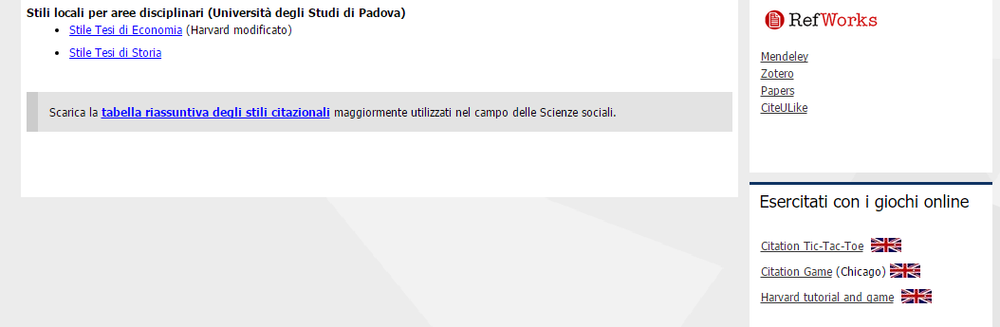 Stili locali per aree disciplinari (Università degli Studi di Padova)
Stile Tesi di Economia (Harvard modificato)
Stile Tesi di Storia
Scarica la tabella riassuntiva degli stili citazionali maggiormente utilizzati nel campo delle Scienze sociali.
RefWorks
Mendeley
Zotero
Papers
CiteULike
Esercitati con i giochi online
Citation Tic-Tac-Toe
Citation Game (Chicago)
Harvard tutorial and game